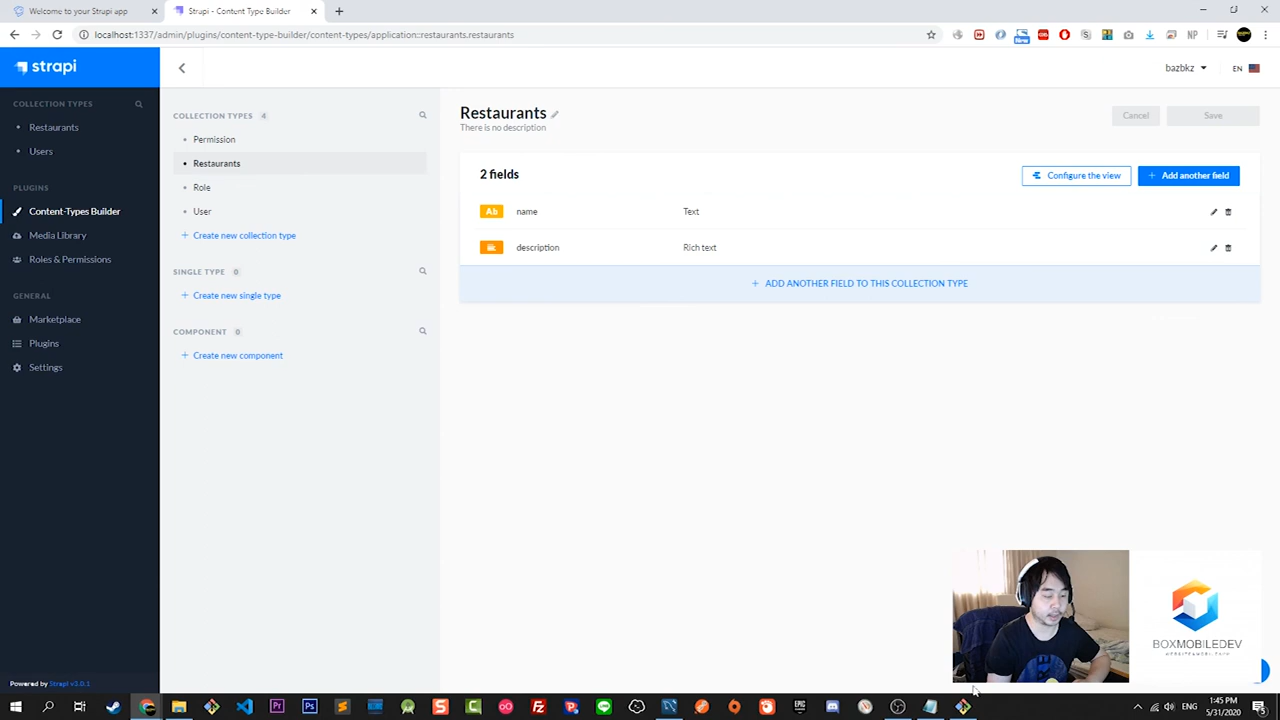 Welcome to your Strapi app
Strapi - Content Type Builder
localhost:1337/admin/plugins/content-type-builder/content-types/application::restaurants.restaurants
strapi
bazbkz
EN
COLLECTION TYPES
Restaurants
Users
PLUGINS
Content-Types Builder
Media Library
Roles & Permissions
GENERAL
Marketplace
Plugins
Settings
Powered by Strapi v3.0.1
COLLECTION TYPES 4
Permission
Restaurants
Role
User
+ Create new collection type
SINGLE TYPE 0
+ Create new single type
COMPONENT 0
+ Create new component
Restaurants
There is no description
Cancel
Save
2 fields
Configure the view
+ Add another field
Ab name Text
description Rich text
+ ADD ANOTHER FIELD TO THIS COLLECTION TYPE
BOXMOBILEDEV
1:45 PM
5/31/2020